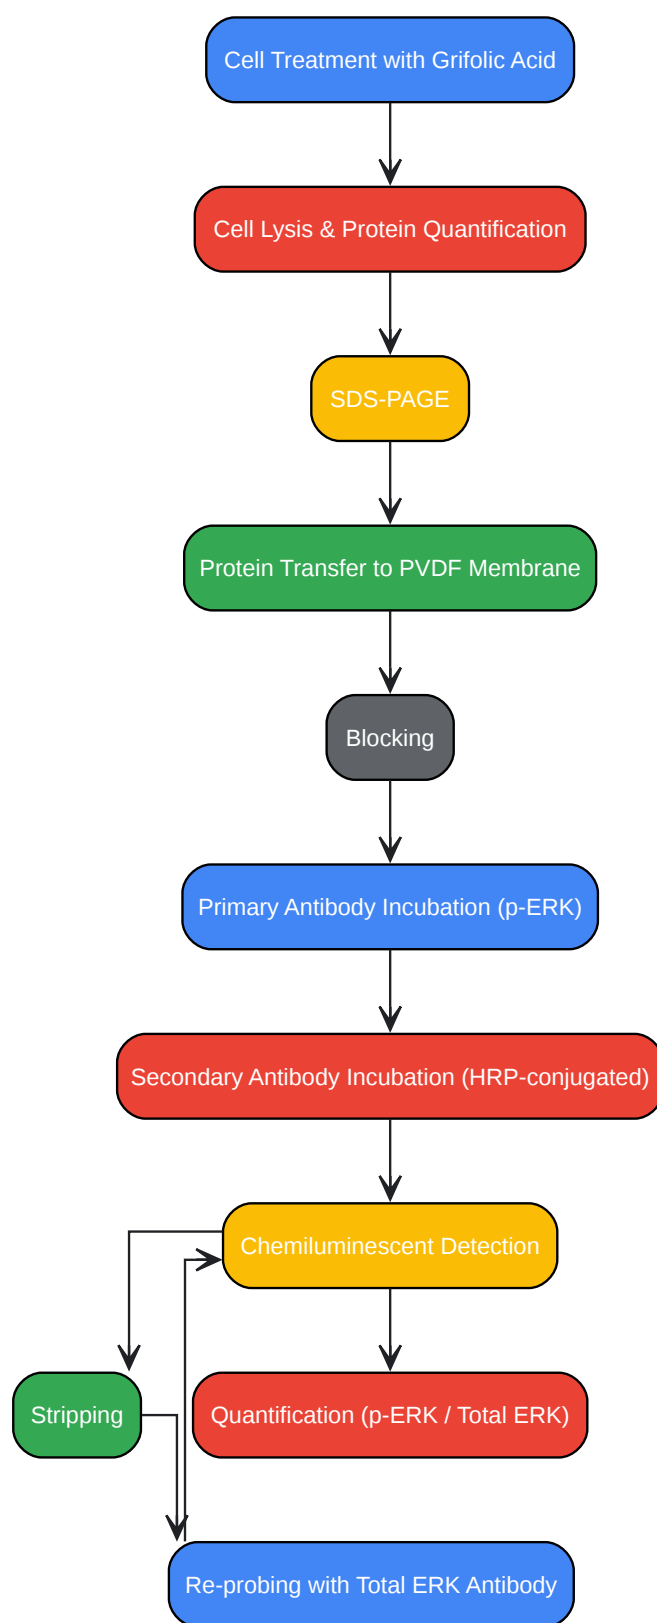 Cell Treatment with Grifolic Acid
Cell Lysis & Protein Quantification
SDS-PAGE
Protein Transfer to PVDF Membrane
Blocking
Primary Antibody Incubation (p-ERK)
Secondary Antibody Incubation (HRP-conjugated)
Chemiluminescent Detection
Stripping
Quantification (p-ERK / Total ERK)
Re-probing with Total ERK Antibody